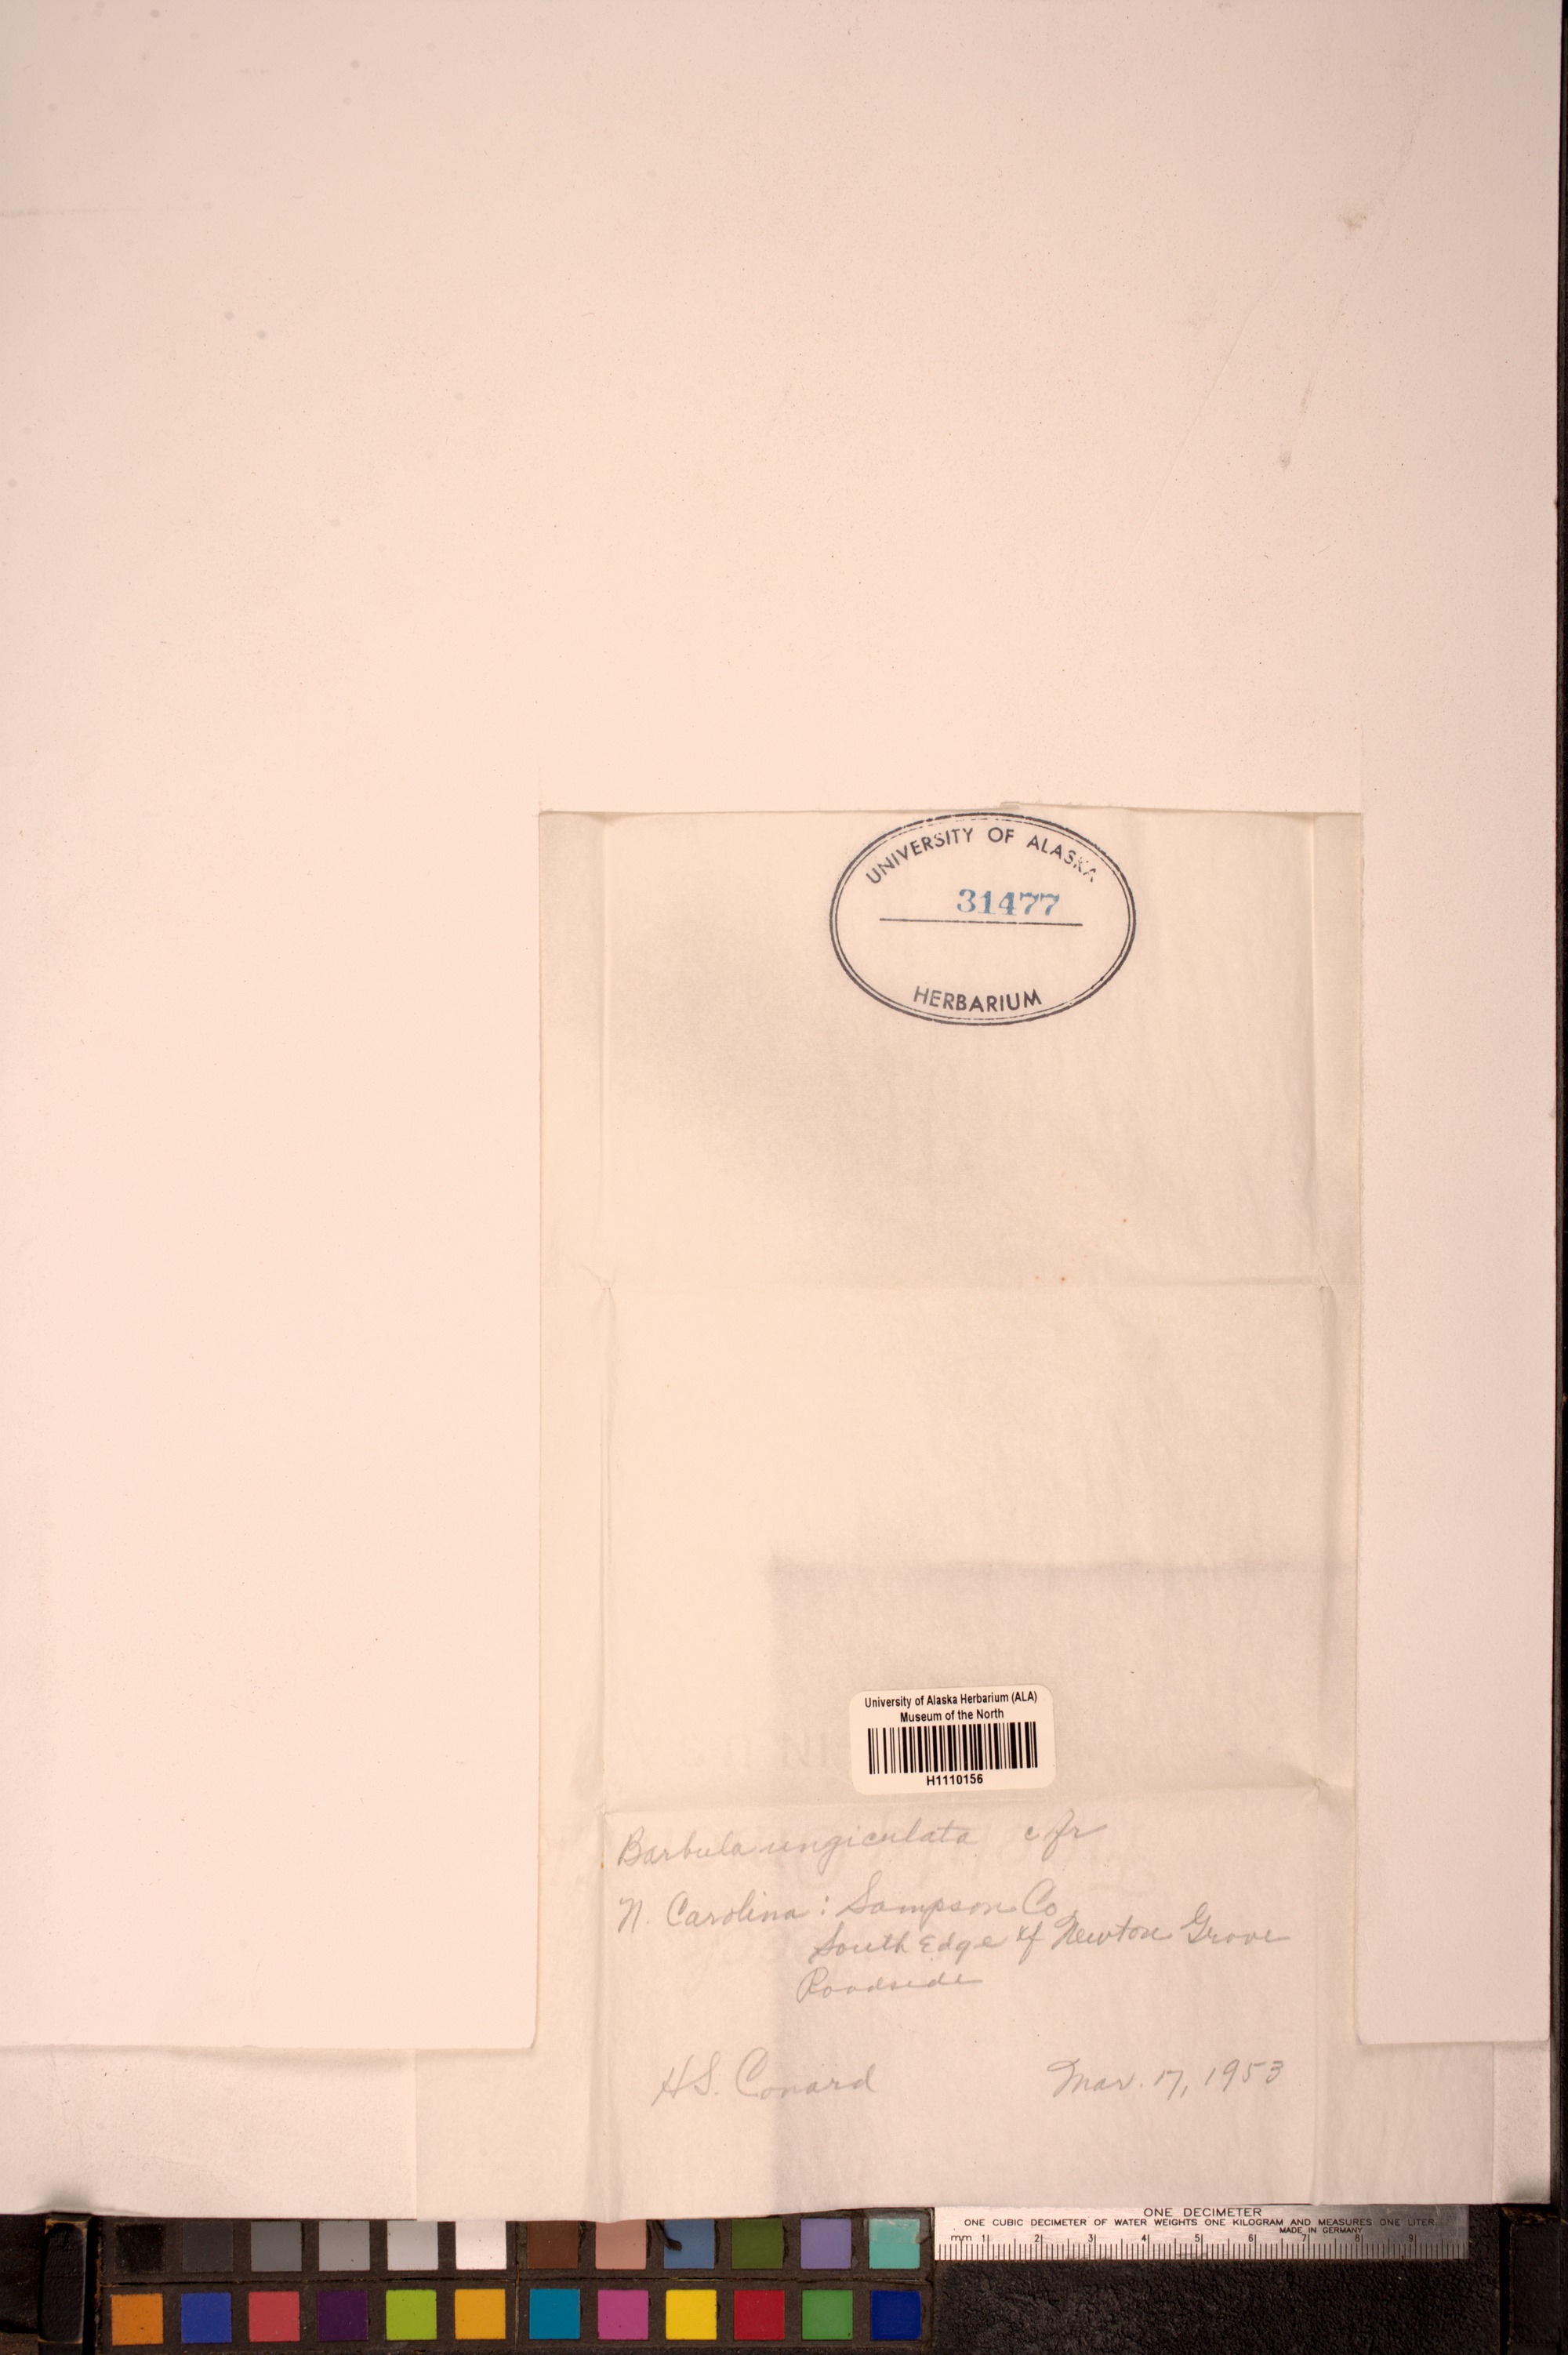 UNIVERSITY OF ALASKA
31477
HERBARIUM
University of Alaska Herbarium (ALA)
Museum of the North
H1110156
Barbula ungiculata c fr
N. Carolina : Sampson Co.
South Edge of Newton Grove
Roadside
H.S. Conard Mar. 17, 1953
ONE DECIMETER
ONE CUBIC DECIMETER OF WATER WEIGHTS ONE KILOGRAM AND MEASURES ONE LITER
MADE IN GERMANY
mm 1 2 3 4 5 6 7 8 9